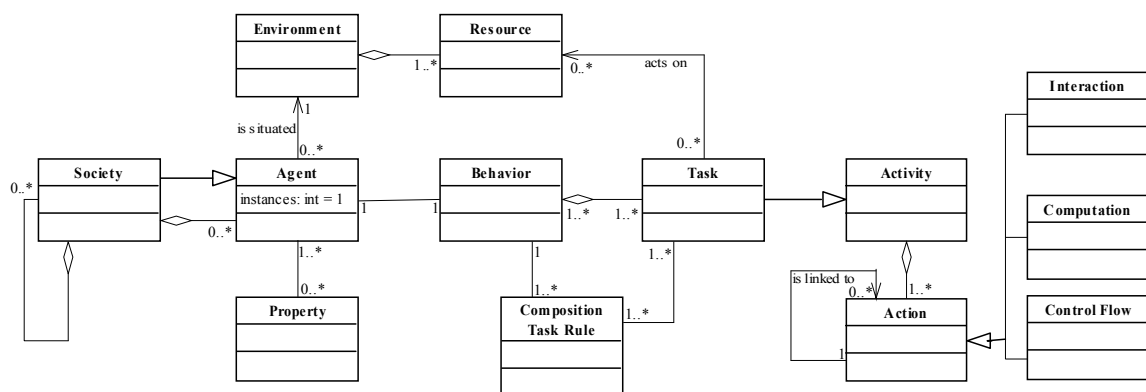 Environment
Resource
1..*
acts on
0..*
Interaction
1
is situated
0..*
0..*
Society
Agent
Behavior
Task
Activity
0..*
instances: int = 1
1
1
1..*
1..*
0..*
Computation
1..*
1
1..*
is linked to
0..*
1..*
0..*
1..*
Property
Composition
Task Rule
1..*
Action
Control Flow
1